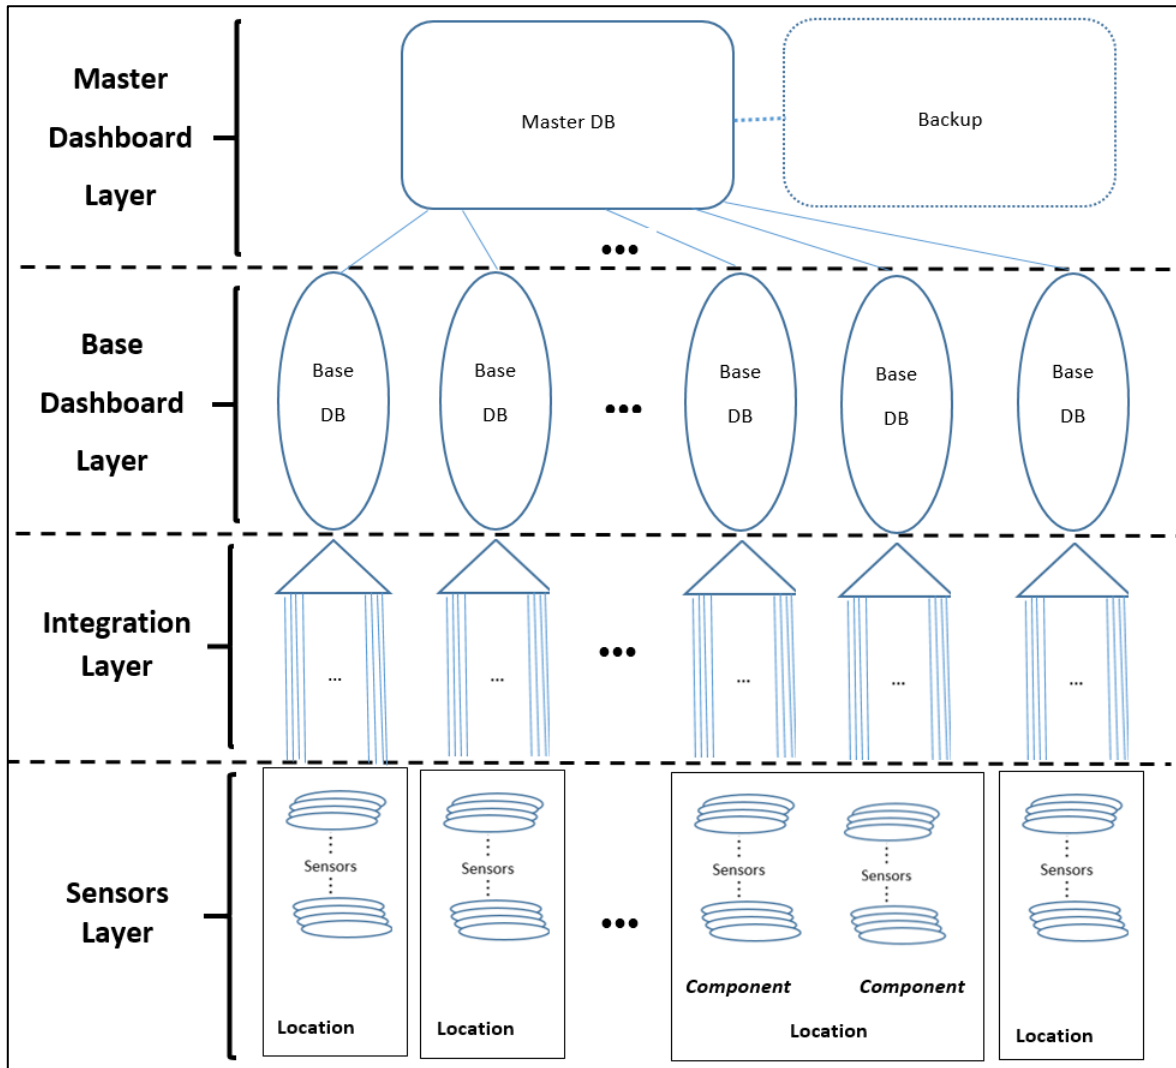 Master
Dashboard
Layer
Master DB
Backup
...
Base
Dashboard
Layer
Base
DB
Base
DB
...
Base
DB
Base
DB
Base
DB
Integration
Layer
...
...
...
...
...
...
Sensors
Layer
Sensors
Sensors
...
Sensors
Sensors
Sensors
Component
Component
Location
Location
Location
Location